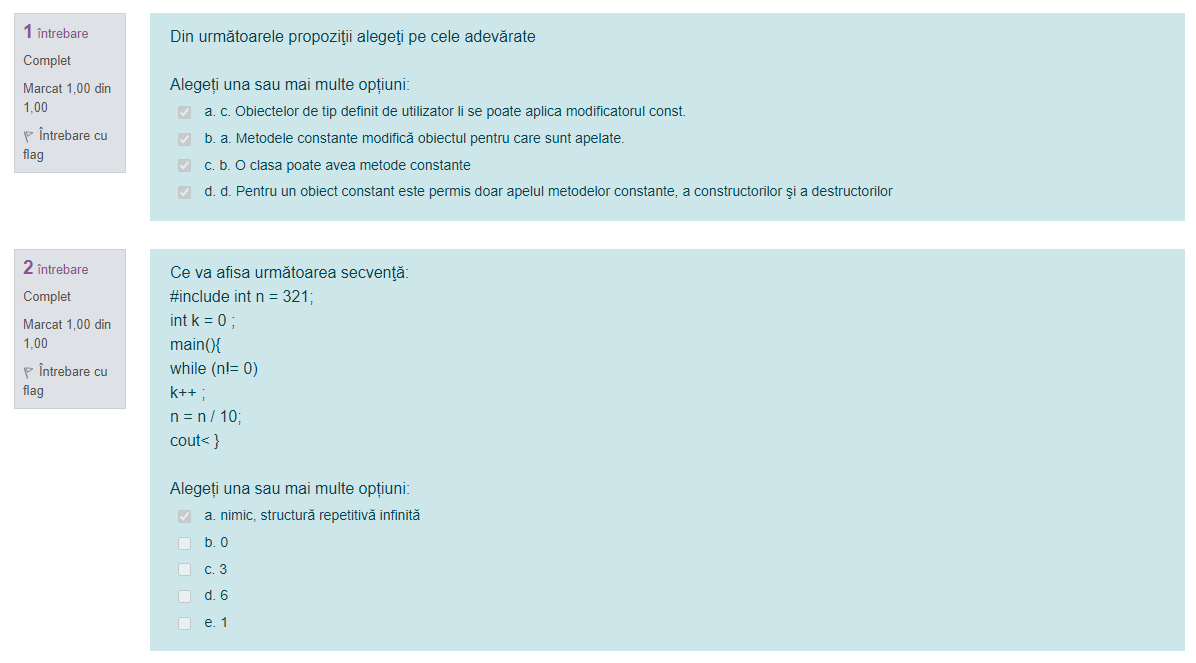 1 întrebare
Complet
Marcat 1,00 din
1,00
Întrebare cu
flag
Din următoarele propoziţii alegeţi pe cele adevărate
Alegeți una sau mai multe opțiuni:
a. c. Obiectelor de tip definit de utilizator li se poate aplica modificatorul const.
b. a. Metodele constante modifică obiectul pentru care sunt apelate.
c. b. O clasa poate avea metode constante
d. d. Pentru un obiect constant este permis doar apelul metodelor constante, a constructorilor şi a destructorilor
2 întrebare
Complet
Marcat 1,00 din
1,00
Întrebare cu
flag
Ce va afisa următoarea secvenţă:
#include int n = 321;
int k = 0 ;
main(){
while (n!= 0)
k++ ;
n = n / 10;
cout< }
Alegeți una sau mai multe opțiuni:
a. nimic, structură repetitivă infinită
b. 0
c. 3
d. 6
e. 1